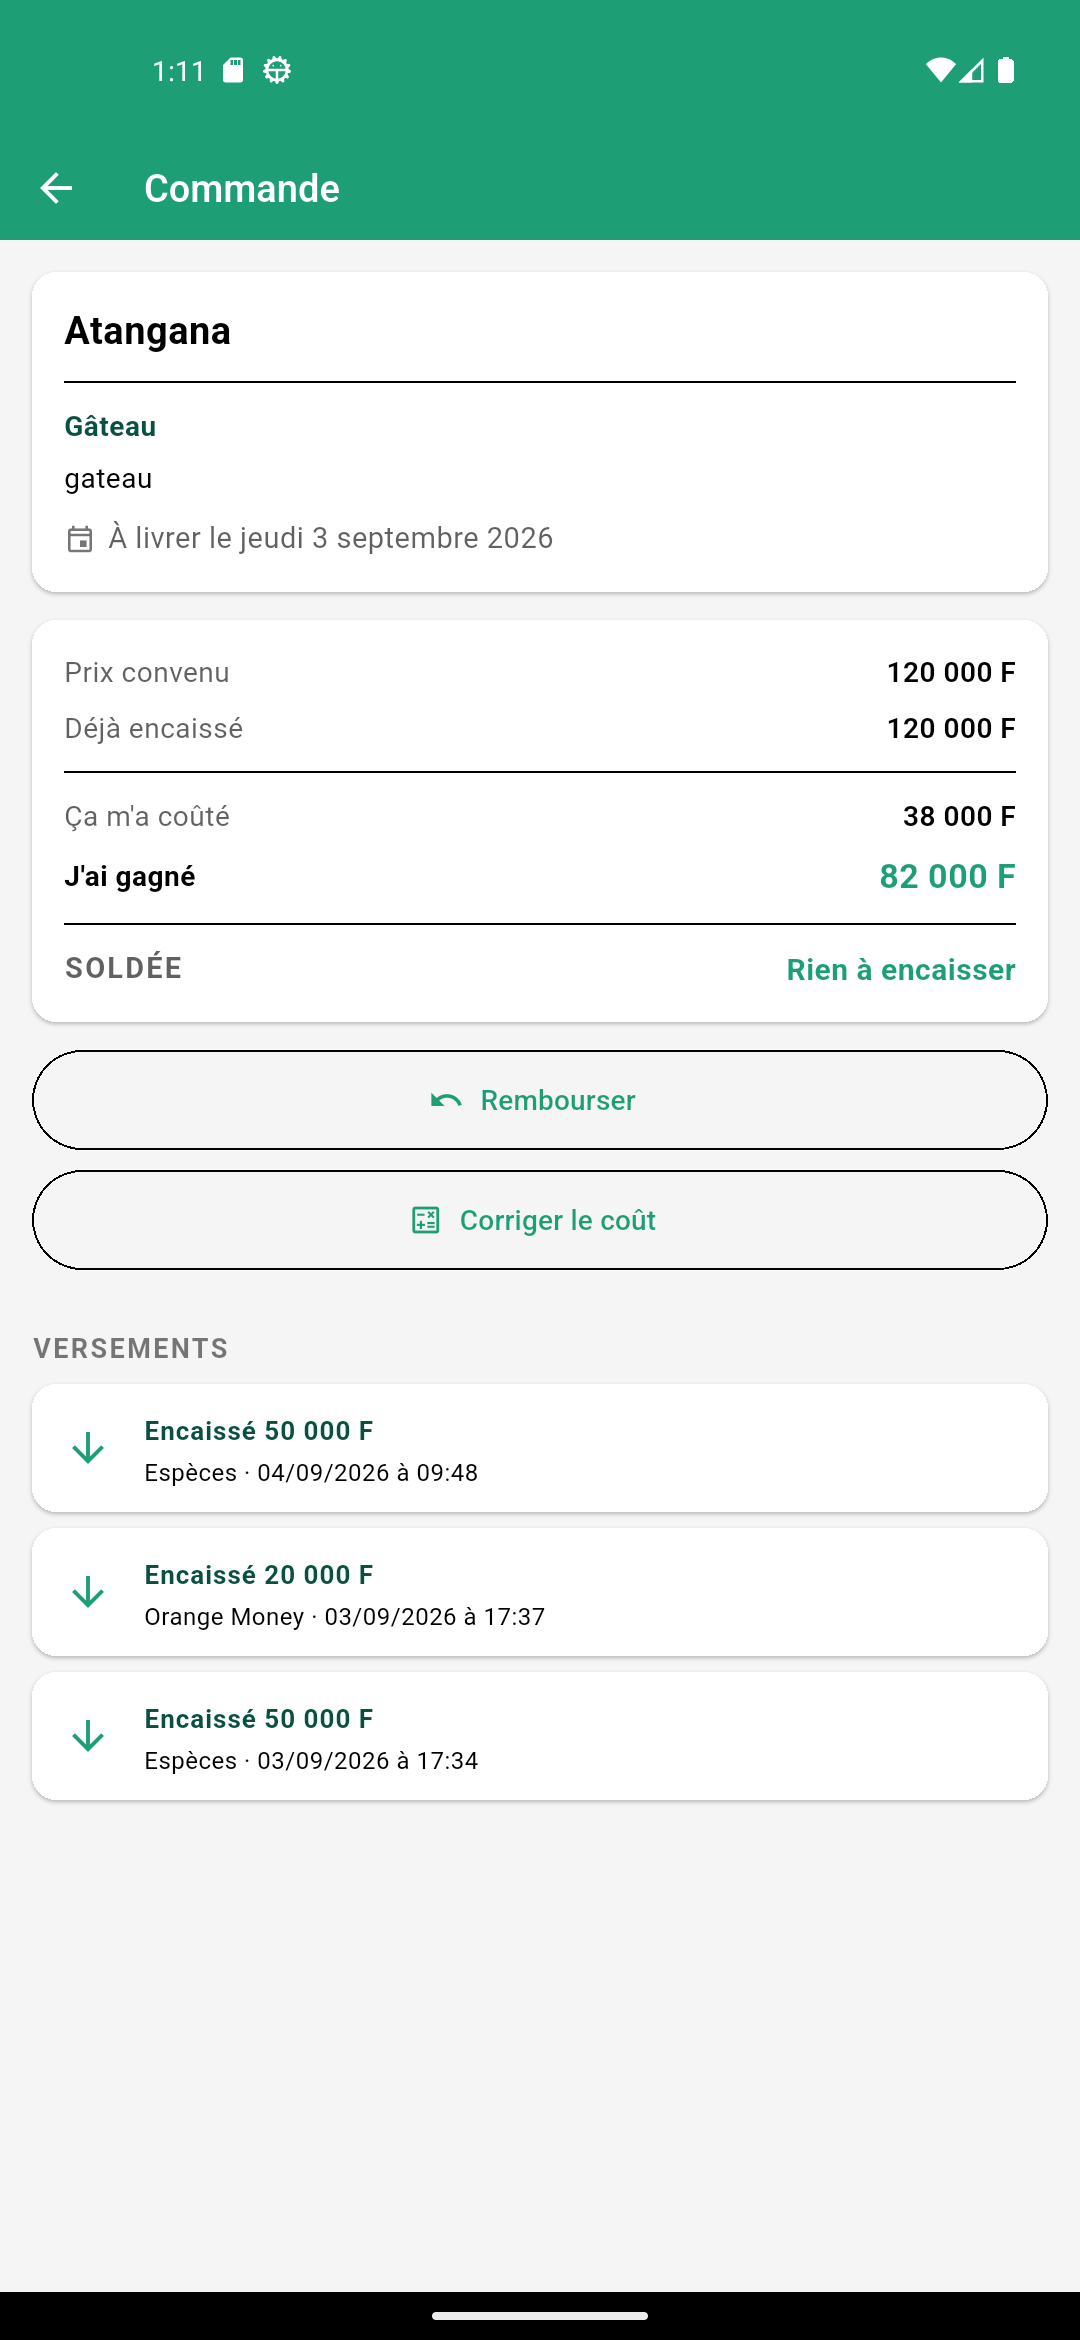 1:11
Commande
Atangana
Gâteau
gateau
À livrer le jeudi 3 septembre 2026
Prix convenu 120 000 F
Déjà encaissé 120 000 F
Ça m'a coûté 38 000 F
J'ai gagné 82 000 F
SOLDÉE Rien à encaisser
Rembourser
Corriger le coût
VERSEMENTS
Encaissé 50 000 F
Espèces · 04/09/2026 à 09:48
Encaissé 20 000 F
Orange Money · 03/09/2026 à 17:37
Encaissé 50 000 F
Espèces · 03/09/2026 à 17:34